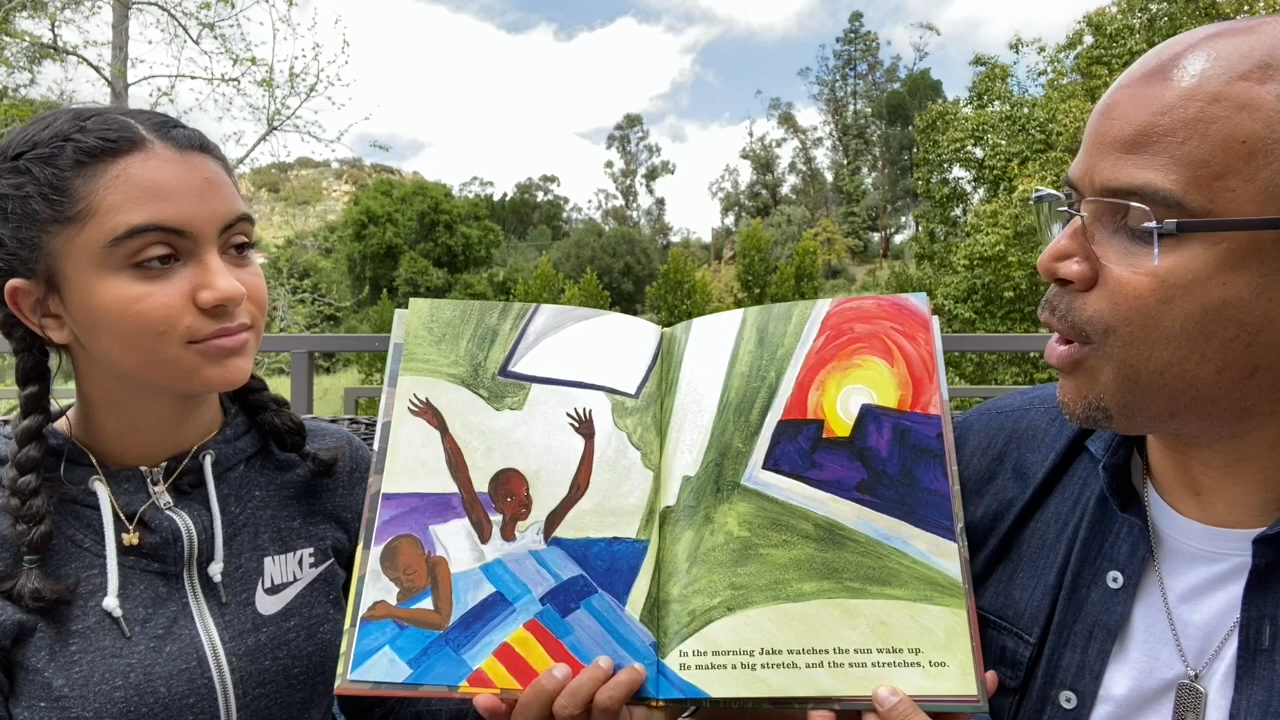 NIKE
In the morning Jake watches the sun wake up.
He makes a big stretch, and the sun stretches, too.